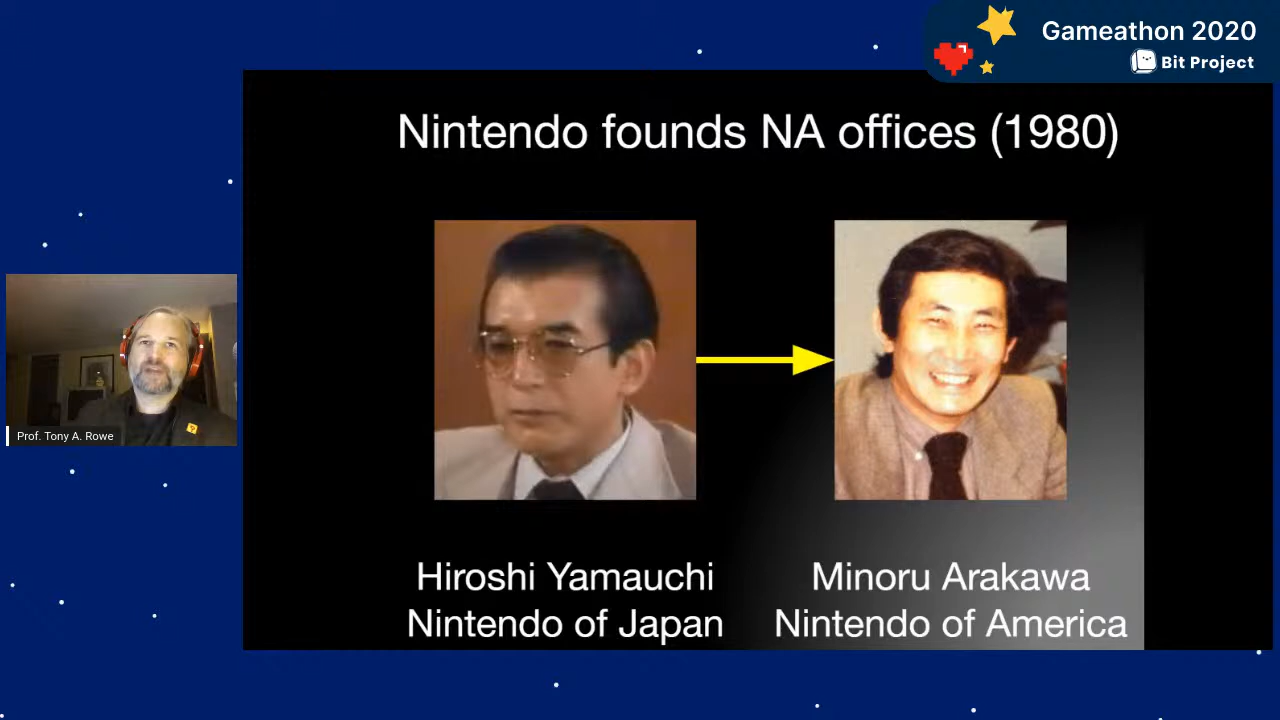 Gameathon 2020
Bit Project
Nintendo founds NA offices (1980)
Prof. Tony A. Rowe
Hiroshi Yamauchi
Nintendo of Japan
Minoru Arakawa
Nintendo of America